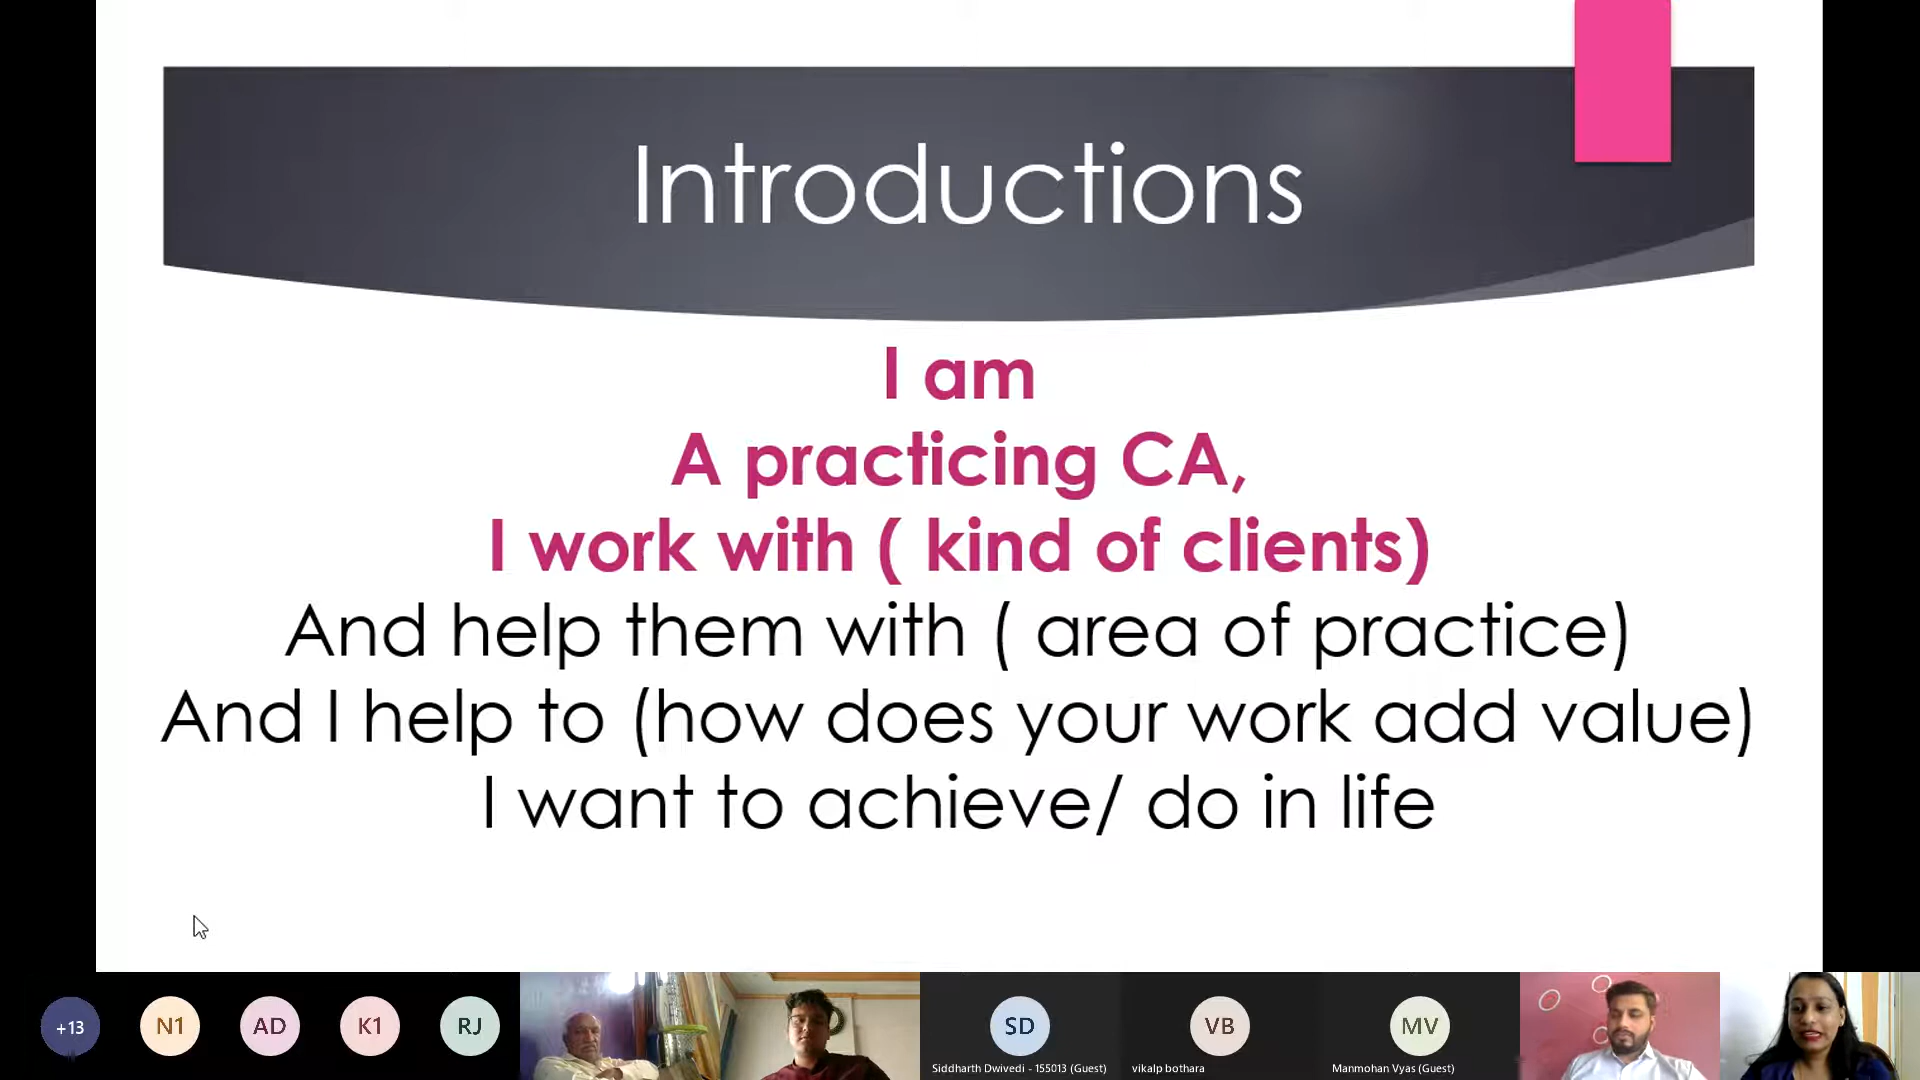 Introductions
I am
A practicing CA,
I work with ( kind of clients)
And help them with ( area of practice)
And I help to (how does your work add value)
I want to achieve/ do in life
+13
N1
AD
K1
RJ
SD
VB
MV
Siddharth Dwivedi - 155013 (Guest)
vikalp bothara
Manmohan Vyas (Guest)